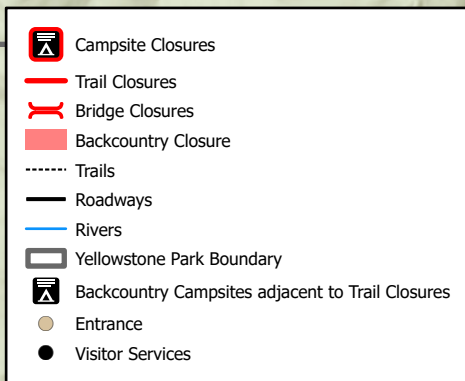 Campsite Closures
Trail Closures
Bridge Closures
Backcountry Closure
Trails
Roadways
Rivers
Yellowstone Park Boundary
Backcountry Campsites adjacent to Trail Closures
Entrance
Visitor Services